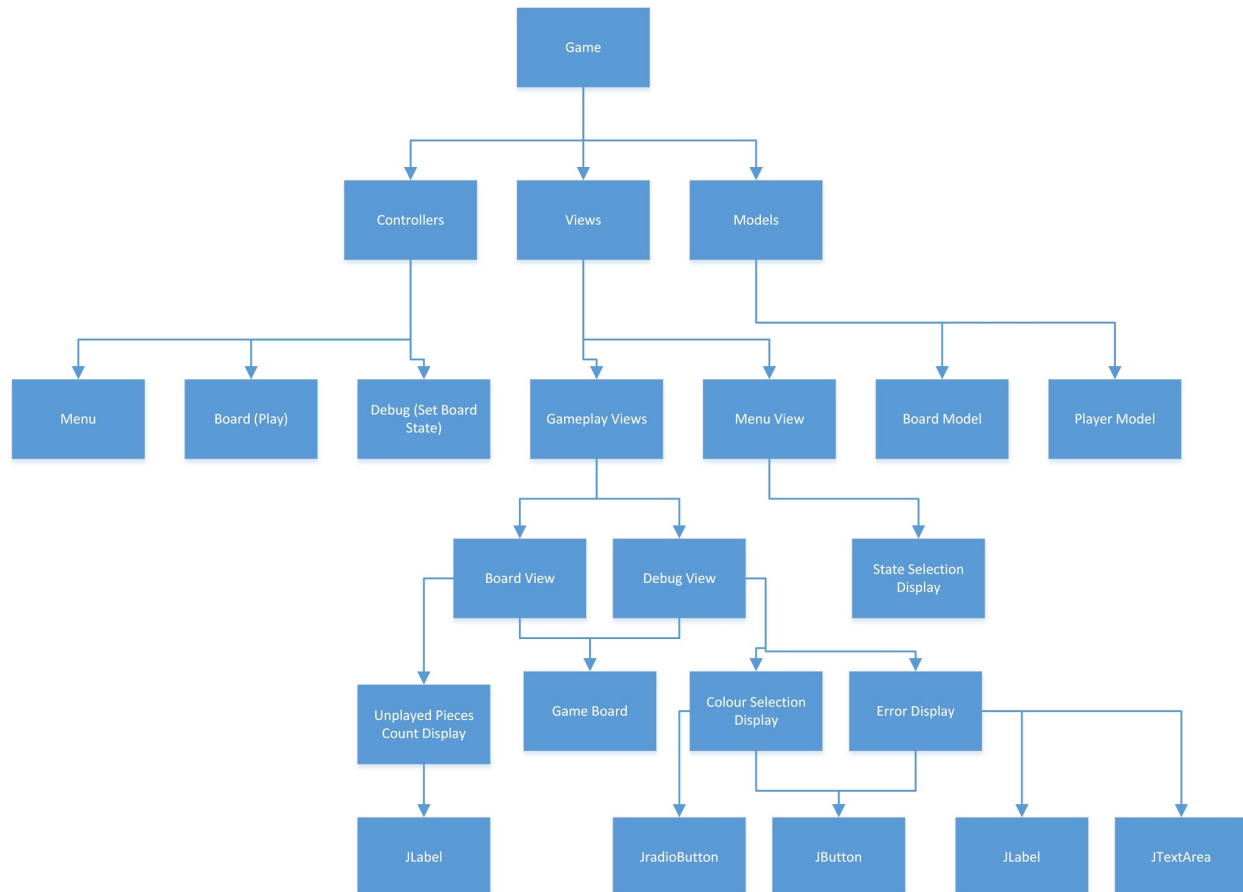 Game
Controllers
Views
Models
Menu
Board (Play)
Debug (Set Board
State)
Gameplay Views
Menu View
Board Model
Player Model
Board View
Debug View
State Selection
Display
Unplayed Pieces
Count Display
Game Board
Colour Selection
Display
Error Display
JLabel
JradioButton
JButton
JLabel
JTextArea